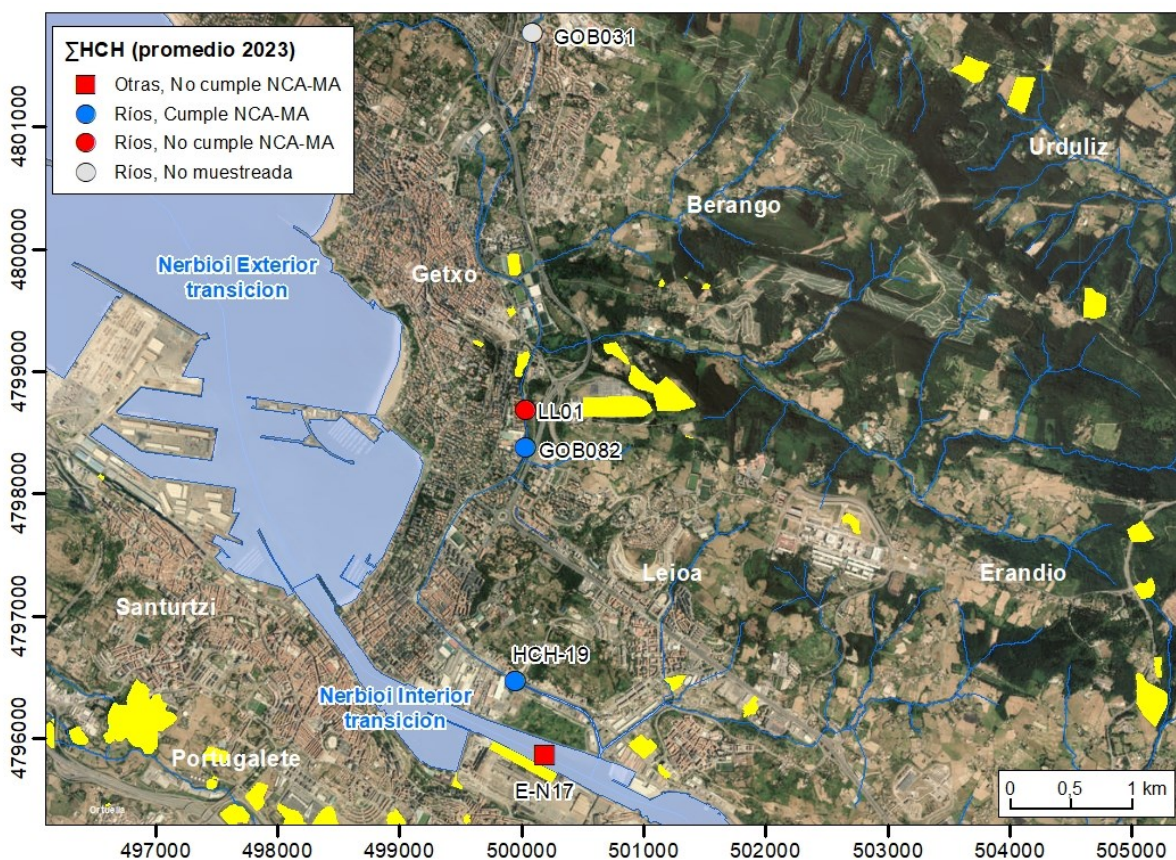 ∑HCH (promedio 2023)
Otras, No cumple NCA-MA
Ríos, Cumple NCA-MA
Ríos, No cumple NCA-MA
Ríos, No muestreada
GOB031
Urduliz
Berango
Nerbioi Exterior
transicion
Getxo
LL01
GOB082
Leioa
Erandio
Santurtzi
HCH-19
Nerbioi Interior
transicion
Portugalete
E-N17
Ortuella
0 0,5 1 km
4801000
4800000
4799000
4798000
4797000
4796000
497000 498000 499000 500000 501000 502000 503000 504000 505000